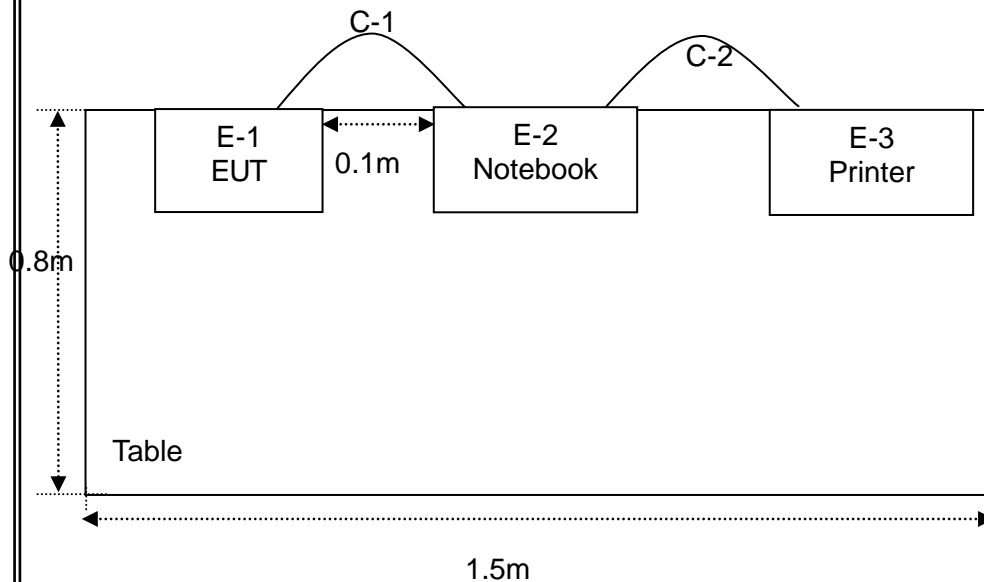 C-1
C-2
E-1
EUT
0.1m
E-2
Notebook
E-3
Printer
0.8m
Table
1.5m